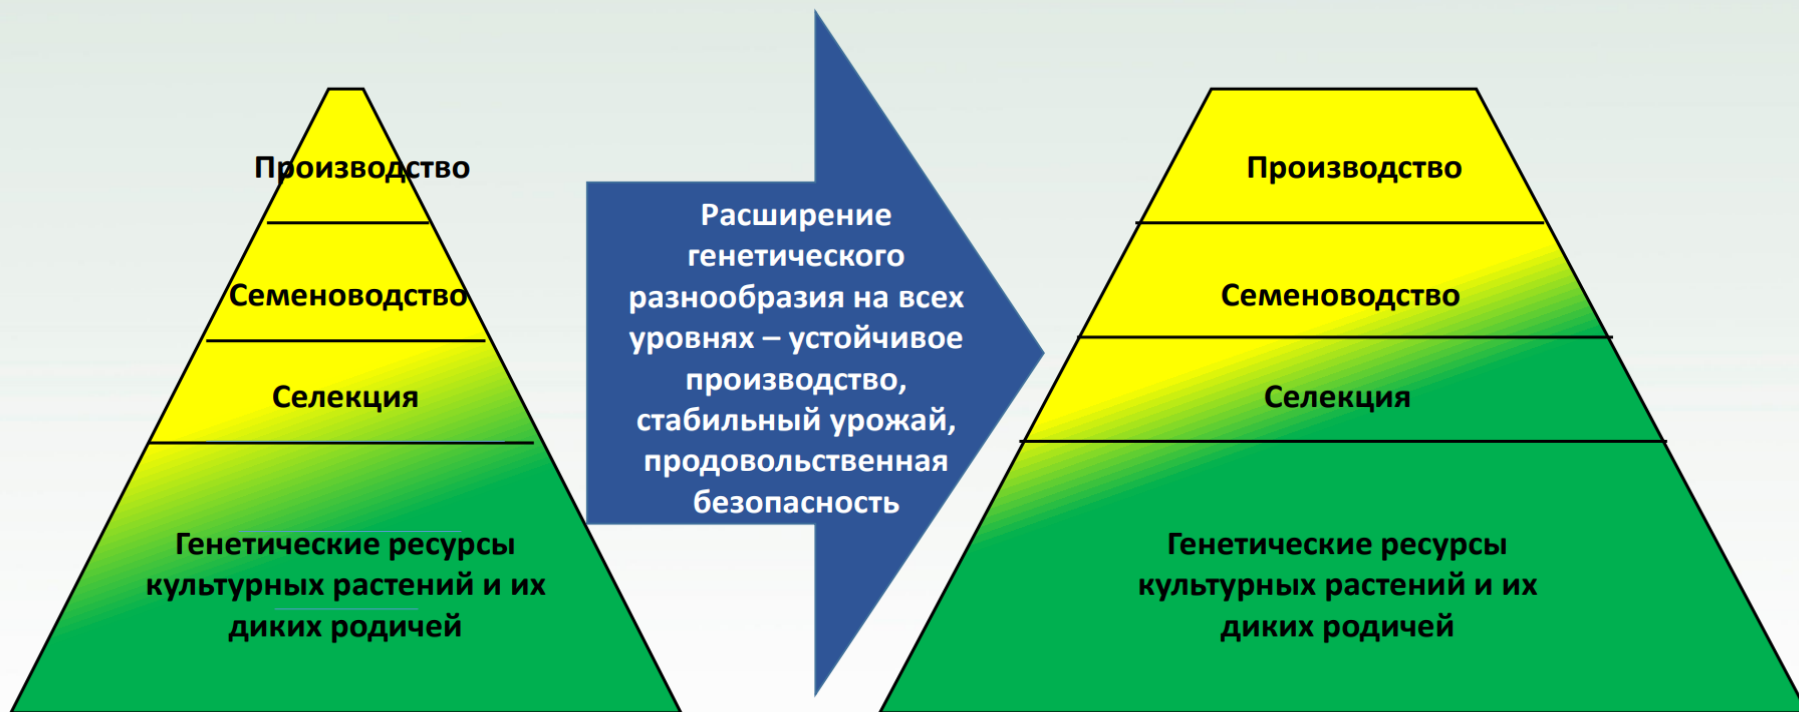 Производство
Семеноводство
Селекция
Генетические ресурсы
культурных растений и их
диких родичей
Расширение
генетического
разнообразия на всех
уровнях – устойчивое
производство,
стабильный урожай,
продовольственная
безопасность
Производство
Семеноводство
Селекция
Генетические ресурсы
культурных растений и их
диких родичей